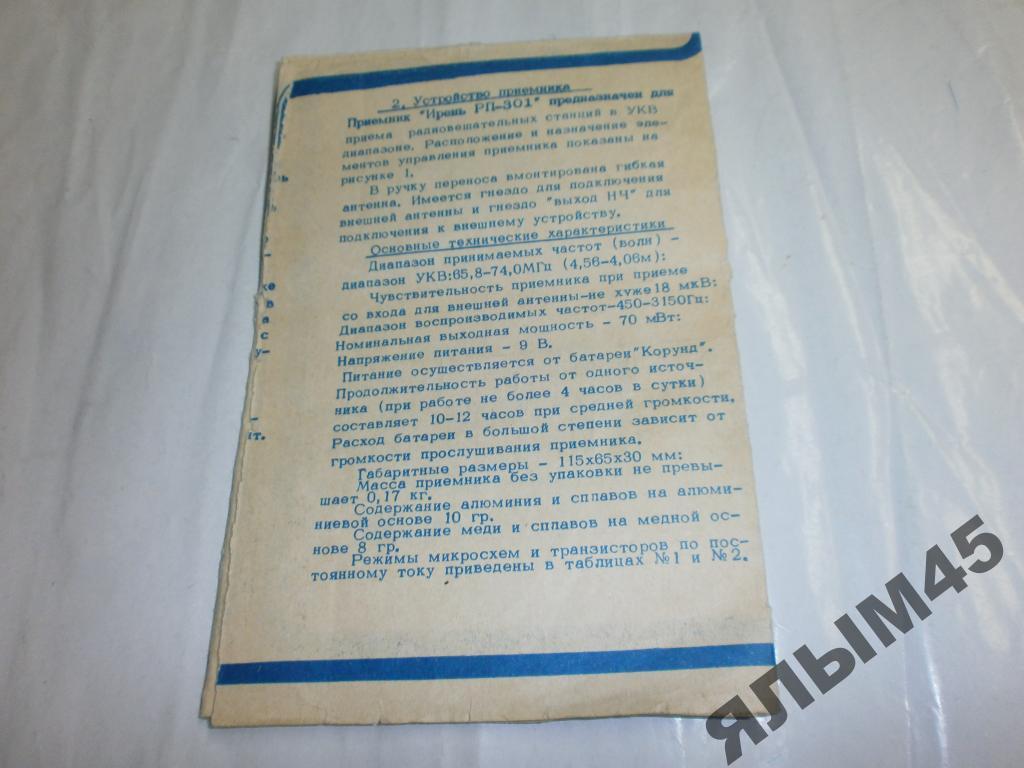 2. Устройство приемника
Приемник "Ирень РП-301" предназначен для
приема радиовещательных станций в УКВ
диапазоне. Расположение и назначение эле-
ментов управления приемника показаны на
рисунке 1.
В ручку переноса вмонтирована гибкая
антенна. Имеется гнездо для подключения
внешней антенны и гнездо "выход НЧ" для
подключения к внешнему устройству.
Основные технические характеристики
Диапазон принимаемых частот (волн) -
диапазон УКВ:65,8-74,0МГц (4,56-4,06м):
Чувствительность приемника при приеме
со входа для внешней антенны-не хуже 18 мкВ:
Диапазон воспроизводимых частот-450-3150Гц:
Номинальная выходная мощность - 70 мВт:
Напряжение питания - 9 В.
Питание осуществляется от батареи "Корунд".
Продолжительность работы от одного источ-
ника (при работе не более 4 часов в сутки)
составляет 10-12 часов при средней громкости.
Расход батареи в большой степени зависит от
громкости прослушивания приемника.
Габаритные размеры - 115х65х30 мм:
Масса приемника без упаковки не превы-
шает 0,17 кг.
Содержание алюминия и сплавов на алюми-
ниевой основе 10 гр.
Содержание меди и сплавов на медной ос-
нове 8 гр.
Режимы микросхем и транзисторов по пос-
тоянному току приведены в таблицах №1 и №2.
ЯЛЫМ45